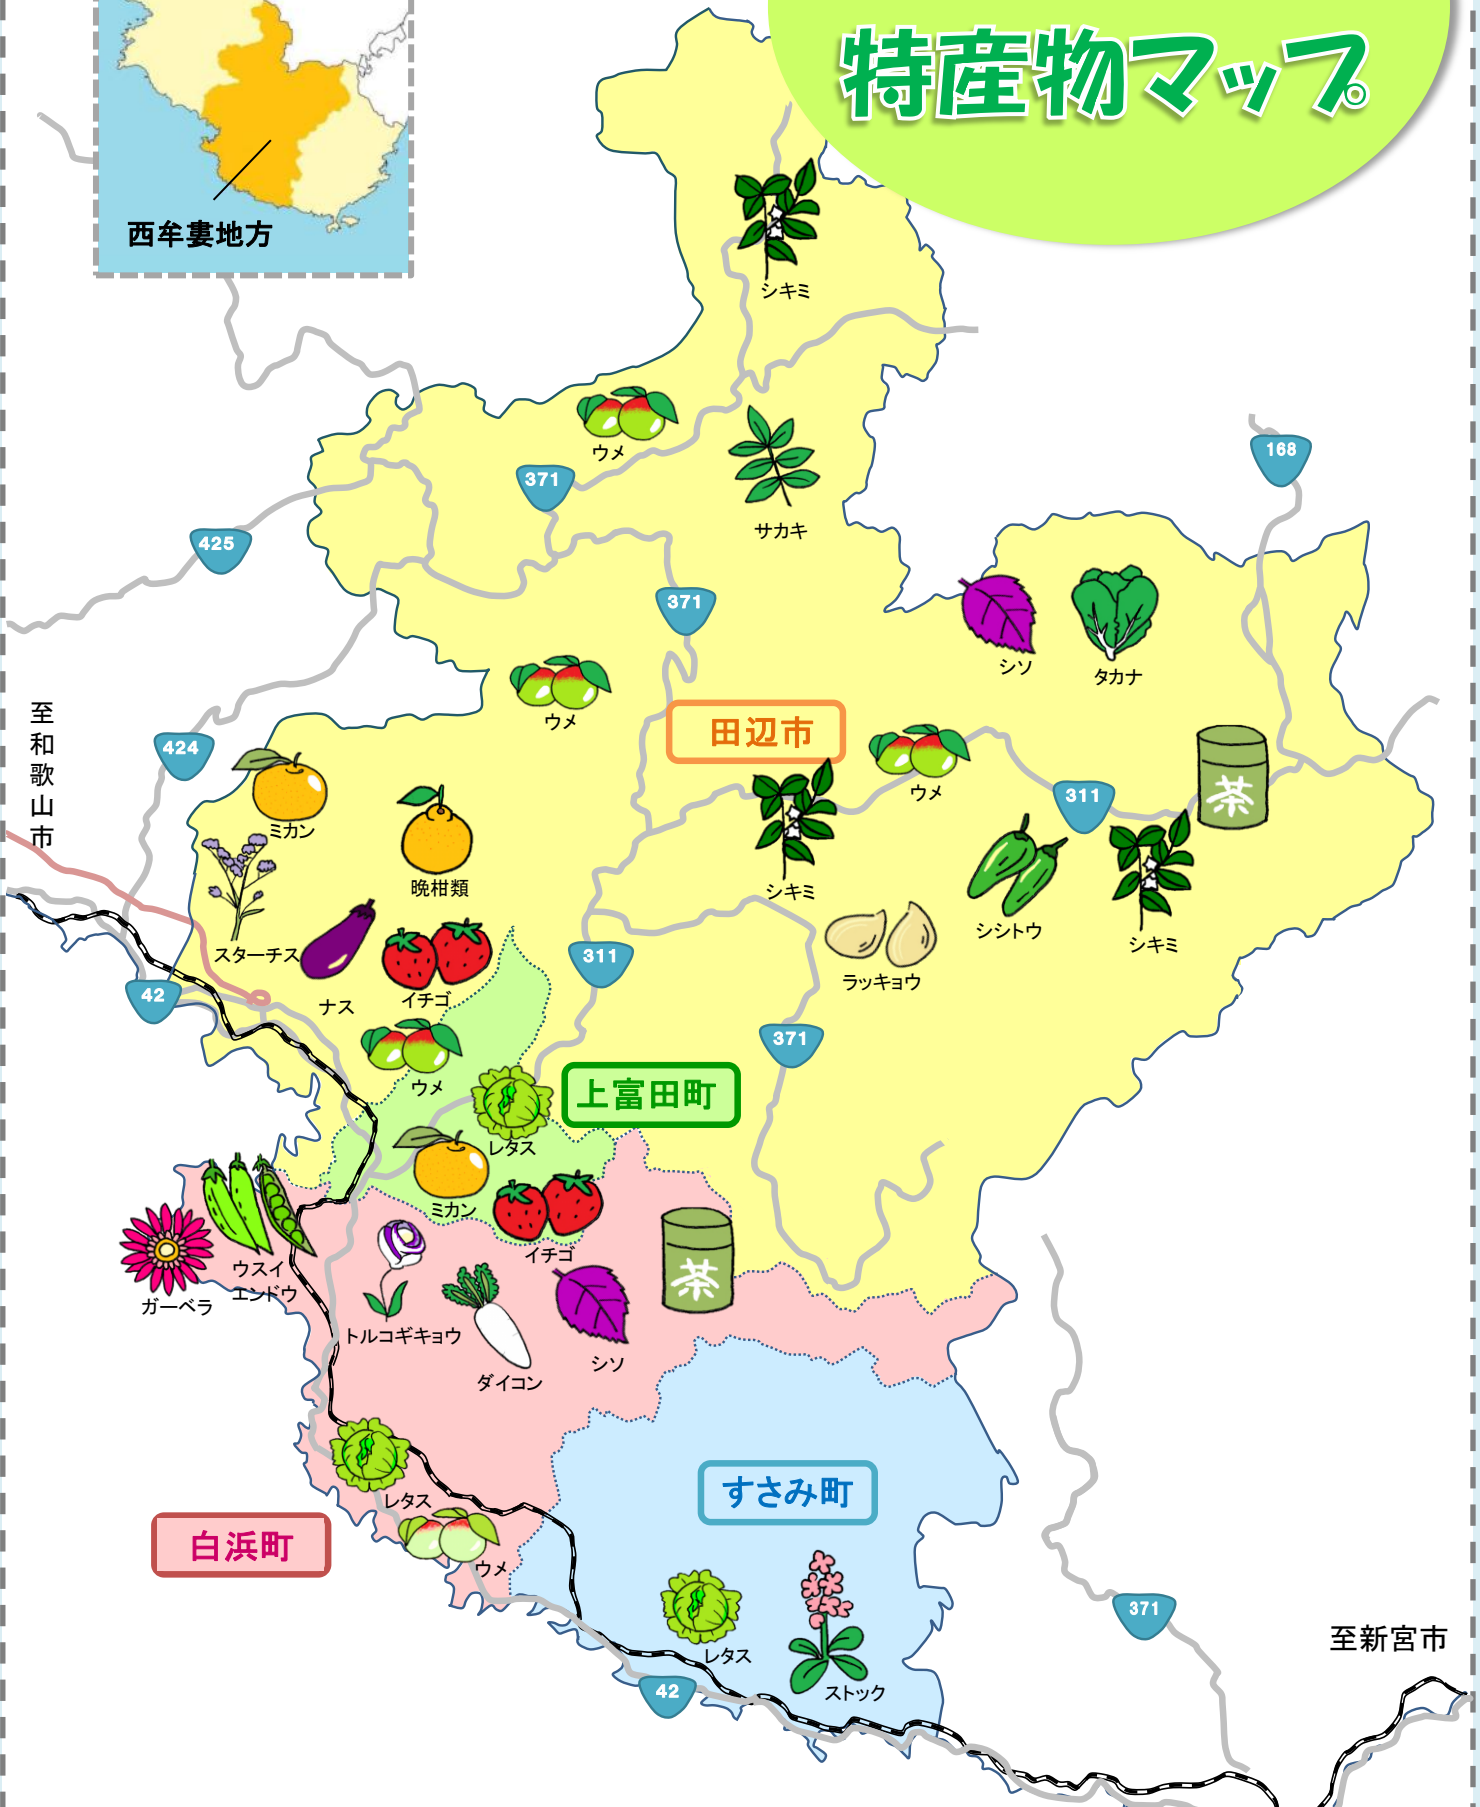 特産物マップ
西牟婁地方
シキミ
ウメ
371
サカキ
168
425
371
シソ
タカナ
至和歌山市
ウメ
田辺市
424
ウメ
311
茶
ミカン
晩柑類
シキミ
シシトウ
シキミ
スターチス
ナス
イチゴ
311
ラッキョウ
42
371
ウメ
上富田町
レタス
ミカン
イチゴ
茶
ウスイ
エンドウ
ガーベラ
トルコギキョウ
ダイコン
シソ
レタス
すさみ町
白浜町
ウメ
371
至新宮市
レタス
ストック
42